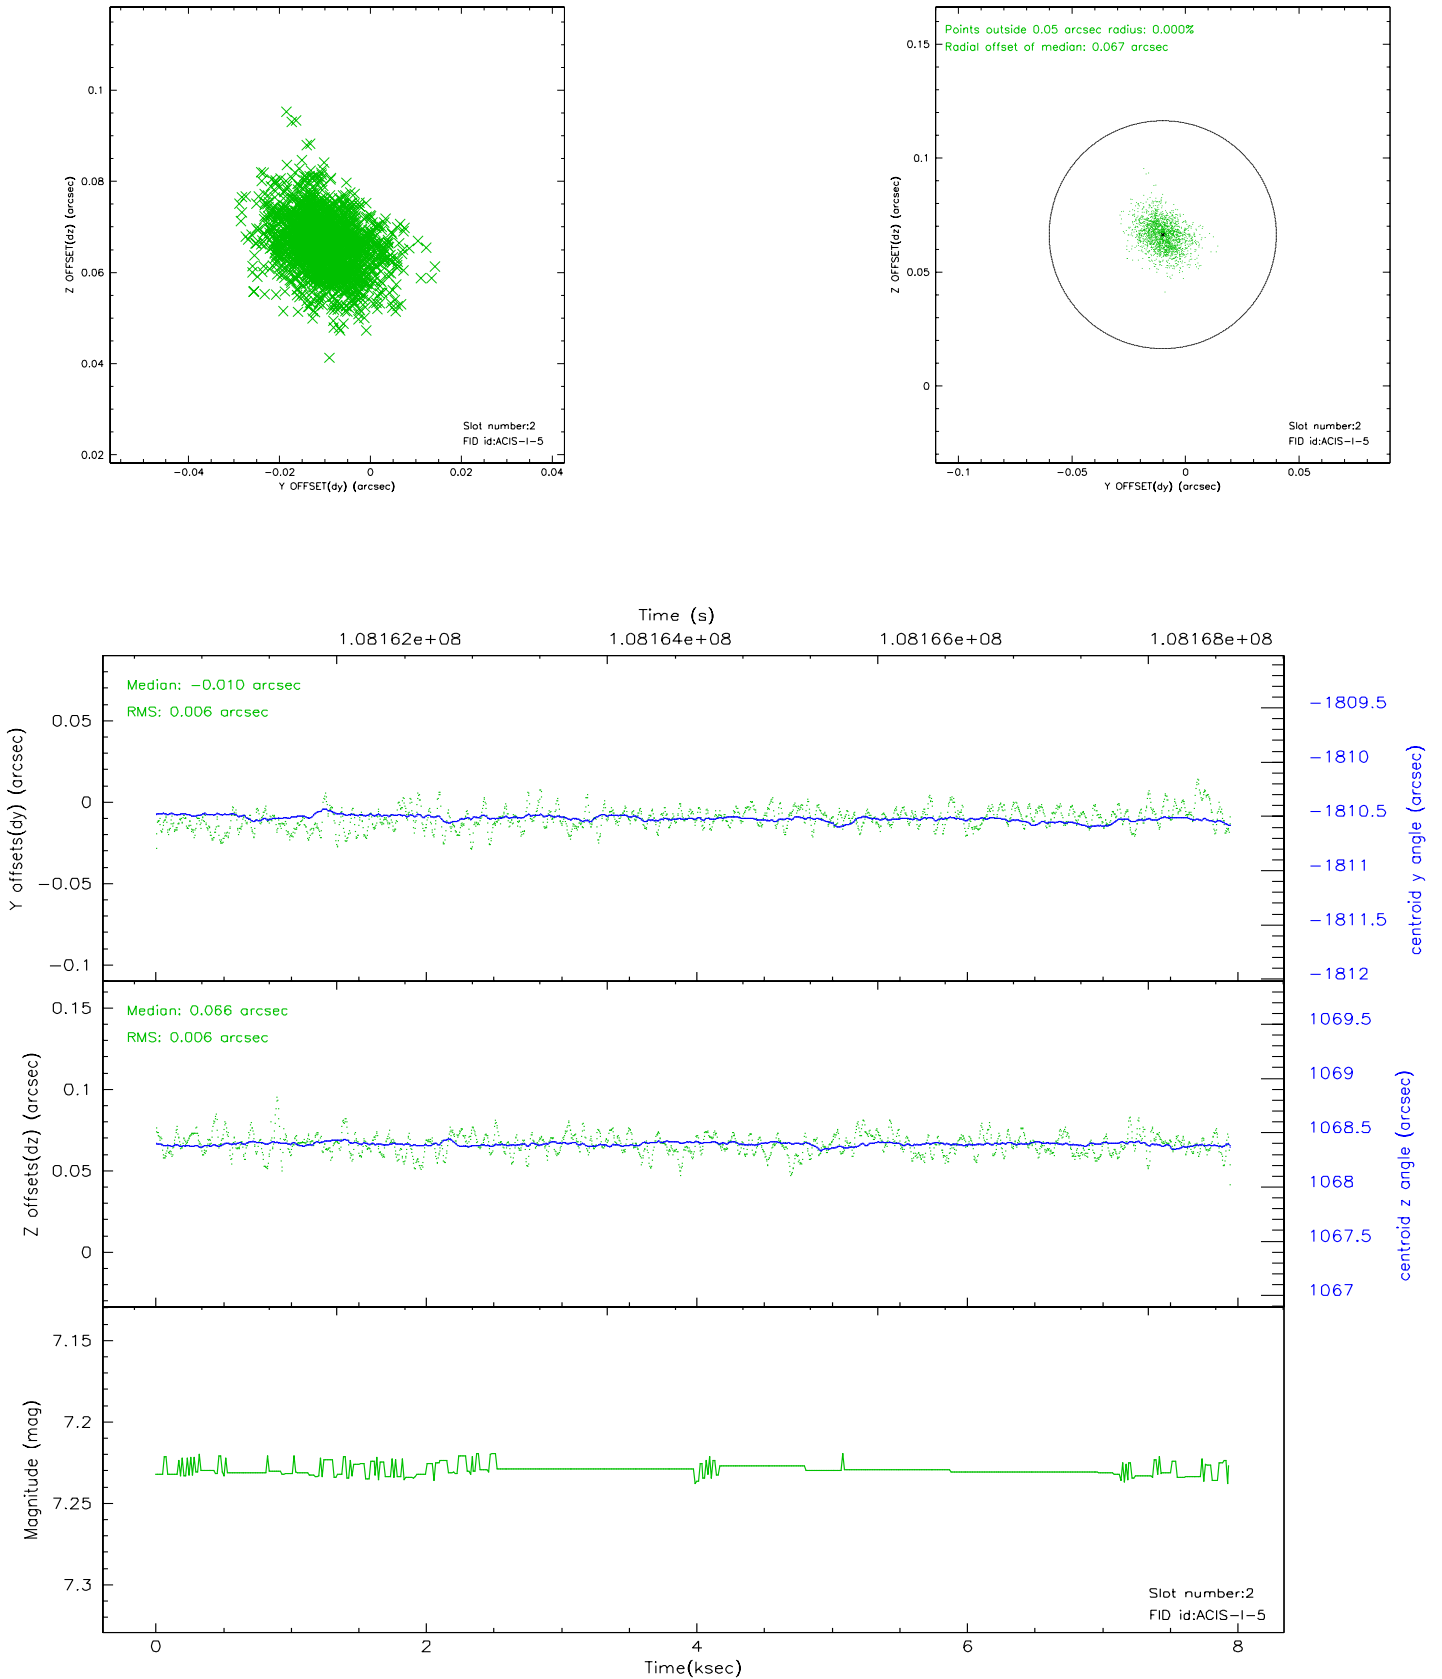 0.1
0.08
0.06
0.04
0.02
Z OFFSET(dz) (arcsec)
Slot number:2
FID id:ACIS-I-5
-0.04 -0.02 0 0.02 0.04
Y OFFSET(dy) (arcsec)
Points outside 0.05 arcsec radius: 0.000%
Radial offset of median: 0.067 arcsec
0.15
0.1
0.05
0
Z OFFSET(dz) (arcsec)
Slot number:2
FID id:ACIS-I-5
-0.1 -0.05 0 0.05
Y OFFSET(dy) (arcsec)
Time (s)
1.08162e+08 1.08164e+08 1.08166e+08 1.08168e+08
Median: -0.010 arcsec
RMS: 0.006 arcsec
0.05
0
-0.05
-0.1
Y offsets(dy) (arcsec)
-1809.5
-1810
-1810.5
-1811
-1811.5
-1812
centroid y angle (arcsec)
Median: 0.066 arcsec
RMS: 0.006 arcsec
0.15
0.1
0.05
0
Z offsets(dz) (arcsec)
1069.5
1069
1068.5
1068
1067.5
1067
centroid z angle (arcsec)
7.15
7.2
7.25
7.3
Magnitude (mag)
Slot number:2
FID id:ACIS-I-5
0 2 4 6 8
Time(ksec)